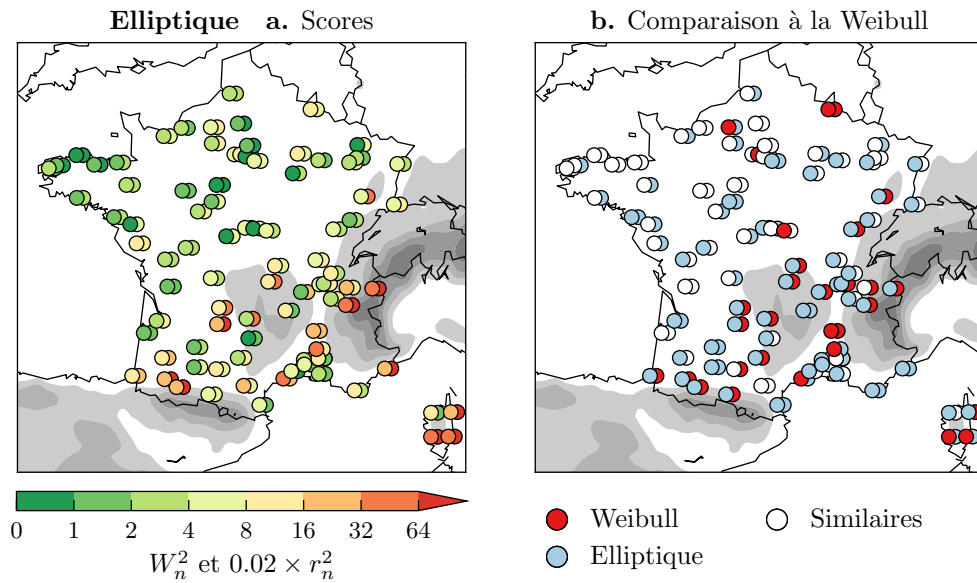 Elliptique a. Scores
b. Comparaison à la Weibull
0 1 2 4 8 16 32 64
W_n^2 et 0.02 × r_n^2
Weibull
Similaires
Elliptique